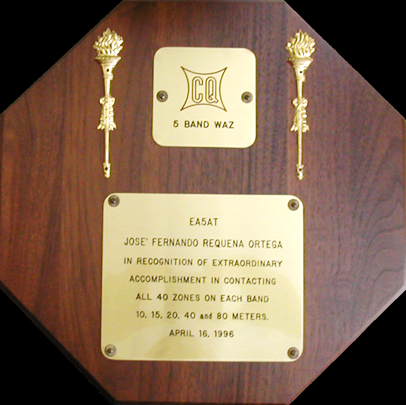 CQ
5 BAND WAZ
EA5AT
JOSE' FERNANDO REQUENA ORTEGA
IN RECOGNITION OF EXTRAORDINARY
ACCOMPLISHMENT IN CONTACTING
ALL 40 ZONES ON EACH BAND
10, 15, 20, 40 and 80 METERS.
APRIL 16, 1996